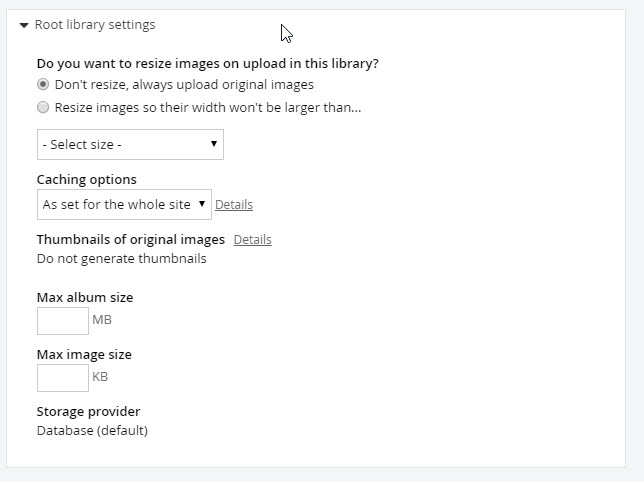 Root library settings
Do you want to resize images on upload in this library?
Don't resize, always upload original images
Resize images so their width won't be larger than...
- Select size -
Caching options
As set for the whole site Details
Thumbnails of original images Details
Do not generate thumbnails
Max album size
MB
Max image size
KB
Storage provider
Database (default)